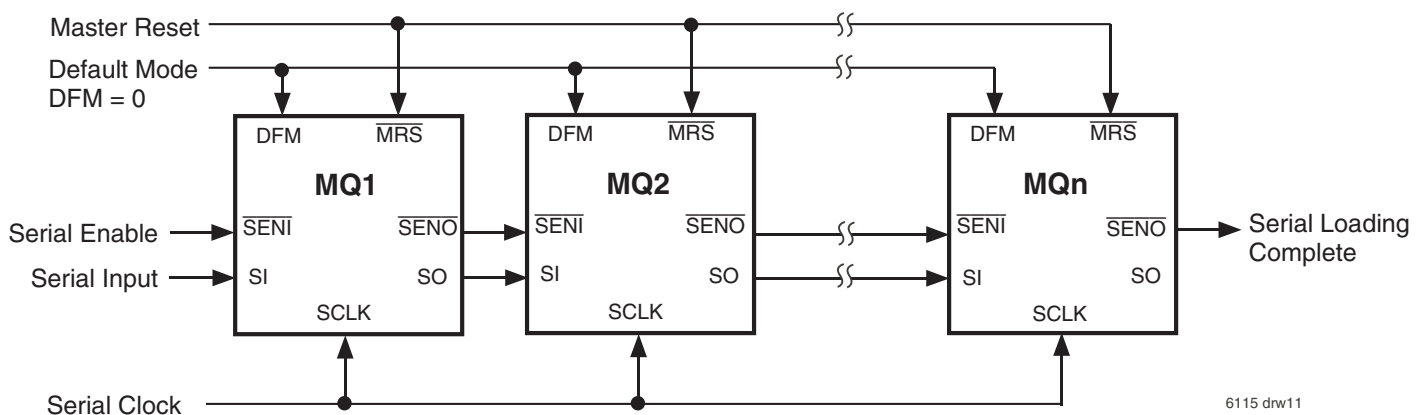 Master Reset
Default Mode
DFM = 0
DFM
MRS
DFM
MRS
DFM
MRS
MQ1
MQ2
MQn
Serial Enable
SENI
SENO
SENI
SENO
SENI
SENO
Serial Loading
Complete
Serial Input
SI
SO
SI
SO
SI
SO
SCLK
SCLK
SCLK
Serial Clock
6115 drw11